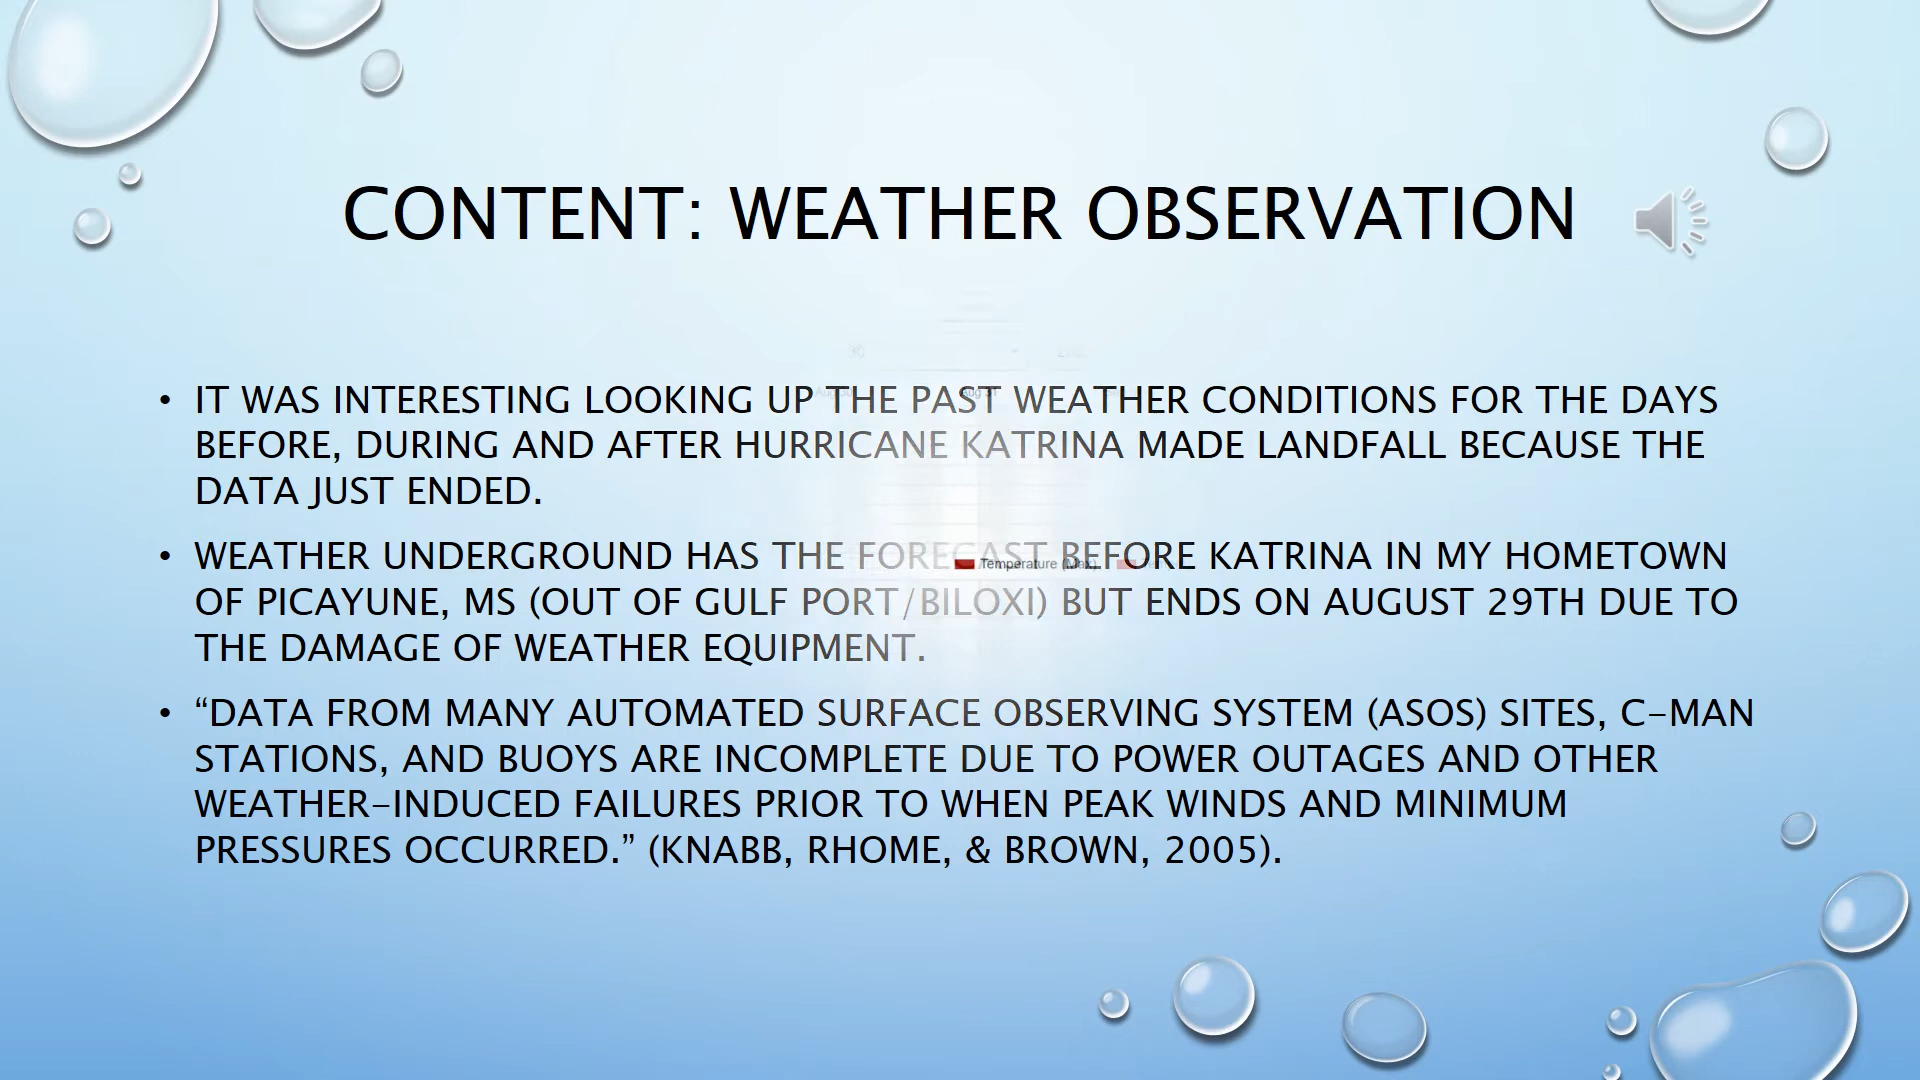 CONTENT: WEATHER OBSERVATION
• IT WAS INTERESTING LOOKING UP THE PAST WEATHER CONDITIONS FOR THE DAYS
BEFORE, DURING AND AFTER HURRICANE KATRINA MADE LANDFALL BECAUSE THE
DATA JUST ENDED.
• WEATHER UNDERGROUND HAS THE FORECAST BEFORE KATRINA IN MY HOMETOWN
OF PICAYUNE, MS (OUT OF GULF PORT/BILOXI) BUT ENDS ON AUGUST 29TH DUE TO
THE DAMAGE OF WEATHER EQUIPMENT.
• “DATA FROM MANY AUTOMATED SURFACE OBSERVING SYSTEM (ASOS) SITES, C-MAN
STATIONS, AND BUOYS ARE INCOMPLETE DUE TO POWER OUTAGES AND OTHER
WEATHER-INDUCED FAILURES PRIOR TO WHEN PEAK WINDS AND MINIMUM
PRESSURES OCCURRED.” (KNABB, RHOME, & BROWN, 2005).
Aug 31
Temperature (Max)